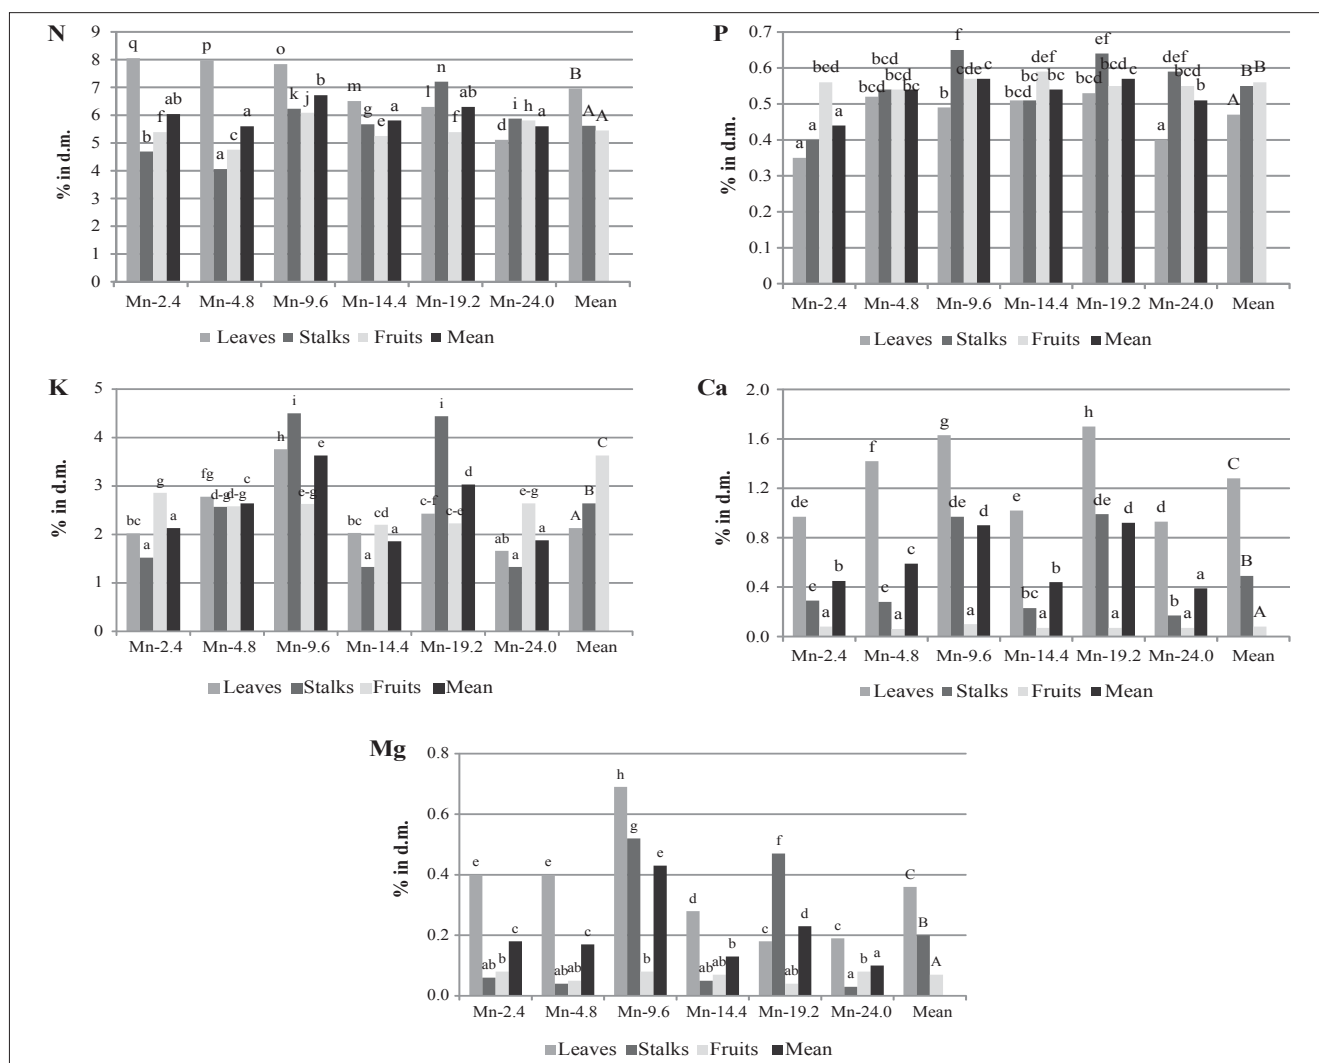 N
% in d.m.
9
8
7
6
5
4
3
2
1
0
q b f ab
p a c a
o k j b
m g e a
l n f ab
d i h a
B A A
Mn-2.4 Mn-4.8 Mn-9.6 Mn-14.4 Mn-19.2 Mn-24.0 Mean
Leaves Stalks Fruits Mean
P
% in d.m.
0.7
0.6
0.5
0.4
0.3
0.2
0.1
0
a a bcd a
bcd bcd bcd bc
b f cde c
bcd bc def bc
bcd ef bcd c
a def bcd b
A B B
Mn-2.4 Mn-4.8 Mn-9.6 Mn-14.4 Mn-19.2 Mn-24.0 Mean
Leaves Stalks Fruits Mean
K
% in d.m.
5
4
3
2
1
0
bc a g a
fg d-g d-g c
h i e-g e
bc a cd a
c-f i c-e d
ab a e-g a
A B C
Mn-2.4 Mn-4.8 Mn-9.6 Mn-14.4 Mn-19.2 Mn-24.0 Mean
Leaves Stalks Fruits Mean
Ca
% in d.m.
2.0
1.6
1.2
0.8
0.4
0.0
de c a b
f c a c
g de a d
e bc a b
h de a d
d b a a
C B A
Mn-2.4 Mn-4.8 Mn-9.6 Mn-14.4 Mn-19.2 Mn-24.0 Mean
Leaves Stalks Fruits Mean
Mg
% in d.m.
0.8
0.6
0.4
0.2
0.0
e ab b c
e ab ab c
h g b e
d ab ab b
c f ab d
c a b a
C B A
Mn-2.4 Mn-4.8 Mn-9.6 Mn-14.4 Mn-19.2 Mn-24.0 Mean
Leaves Stalks Fruits Mean